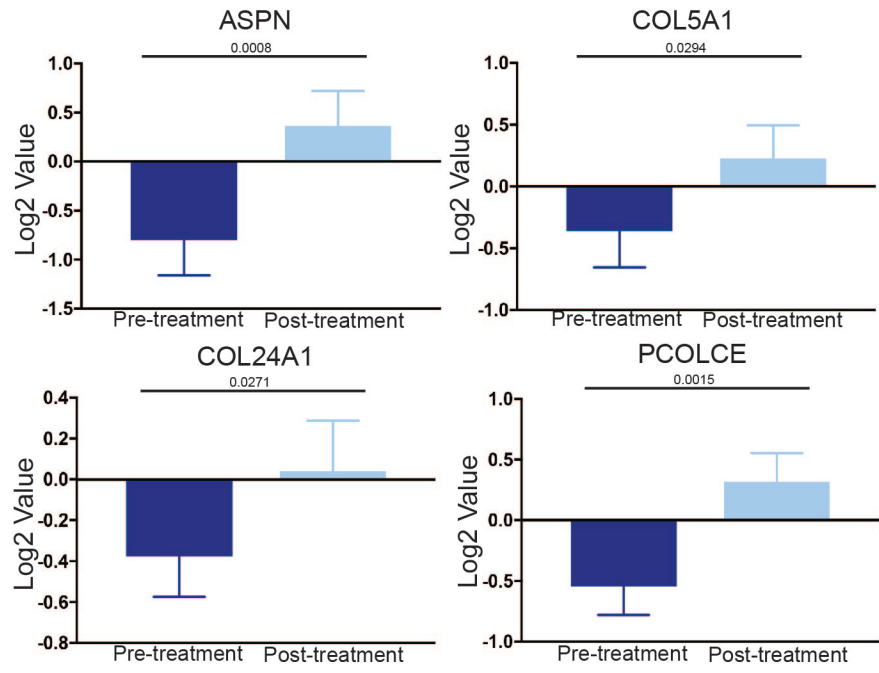 ASPN
0.0008
1.0
0.5
0.0
-0.5
-1.0
-1.5
Log2 Value
Pre-treatment Post-treatment
COL5A1
0.0294
1.0
0.5
0.0
-0.5
-1.0
Log2 Value
Pre-treatment Post-treatment
COL24A1
0.0271
0.4
0.2
0.0
-0.2
-0.4
-0.6
-0.8
Log2 Value
Pre-treatment Post-treatment
PCOLCE
0.0015
1.0
0.5
0.0
-0.5
-1.0
Log2 Value
Pre-treatment Post-treatment